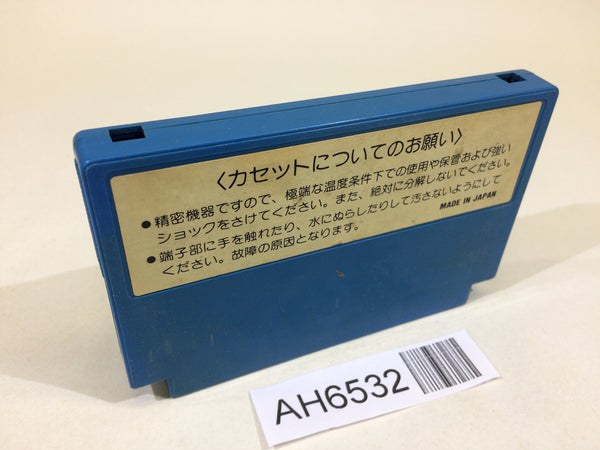 〈カセットについてのお願い〉
●精密機器ですので、極端な温度条件下での使用や保管および強い
ショックをさけてください。また、絶対に分解しないでください。
●端子部に手を触れたり、水にぬらしたりして汚さないようにして
ください。故障の原因となります。
MADE IN JAPAN
AH6532